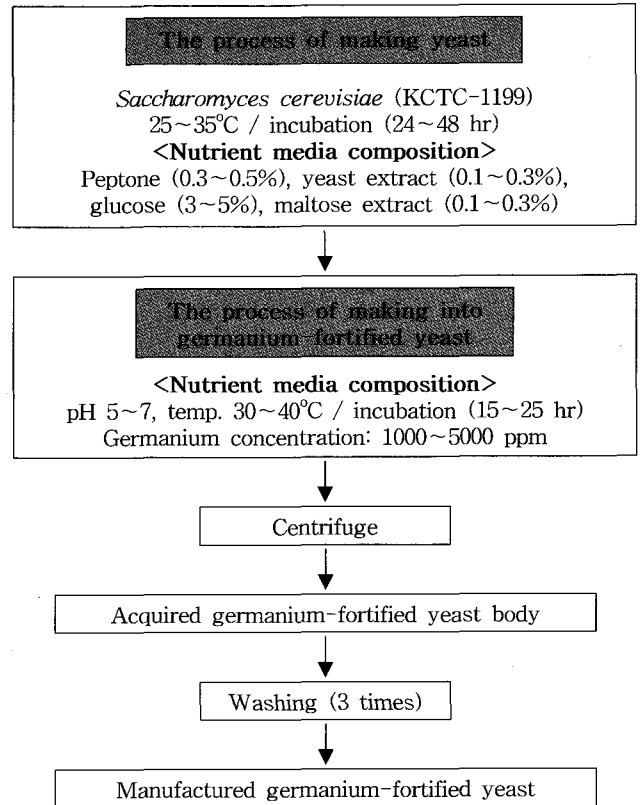 The process of making yeast
Saccharomyces cerevisiae (KCTC-1199)
25~35°C / incubation (24~48 hr)
<Nutrient media composition>
Peptone (0.3~0.5%), yeast extract (0.1~0.3%),
glucose (3~5%), maltose extract (0.1~0.3%)
The process of making into
germanium-fortified yeast
<Nutrient media composition>
pH 5~7, temp. 30~40°C / incubation (15~25 hr)
Germanium concentration: 1000~5000 ppm
Centrifuge
Acquired germanium-fortified yeast body
Washing (3 times)
Manufactured germanium-fortified yeast